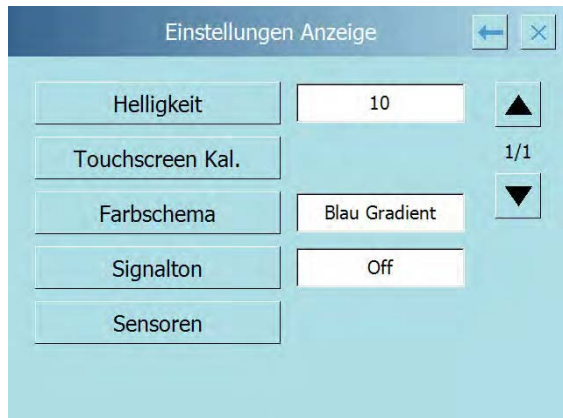 Einstellungen Anzeige
Helligkeit 10
Touchscreen Kal. 1/1
Farbschema Blau Gradient
Signalton Off
Sensoren